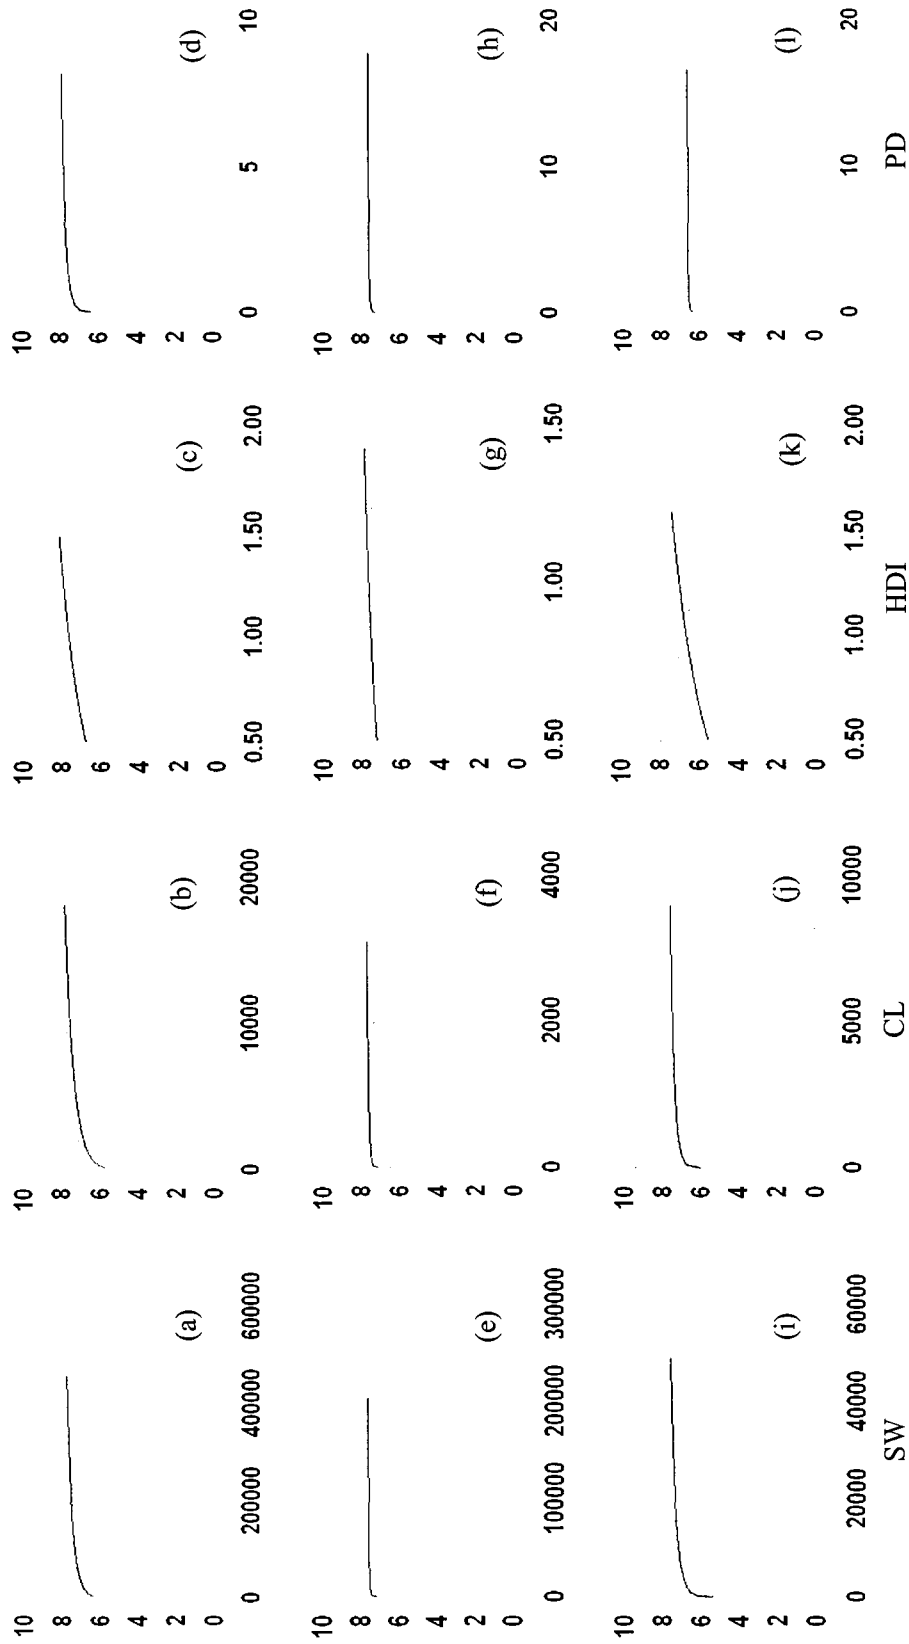 10
8
6
4
2
0
(a)
0 200000 400000 600000
10
8
6
4
2
0
(b)
0 10000 20000
10
8
6
4
2
0
(c)
0.50 1.00 1.50 2.00
10
8
6
4
2
0
(d)
0 5 10
10
8
6
4
2
0
(e)
0 100000 200000 300000
10
8
6
4
2
0
(f)
0 2000 4000
10
8
6
4
2
0
(g)
0.50 1.00 1.50
10
8
6
4
2
0
(h)
0 10 20
10
8
6
4
2
0
(i)
0 20000 40000 60000
SW
10
8
6
4
2
0
(j)
0 5000 10000
CL
10
8
6
4
2
0
(k)
0.50 1.00 1.50 2.00
HDI
10
8
6
4
2
0
(l)
0 10 20
PD